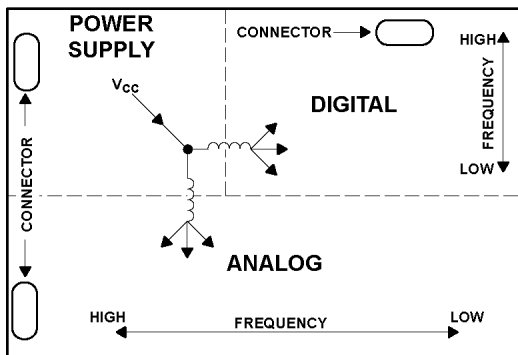 POWER
SUPPLY
CONNECTOR
HIGH
FREQUENCY
LOW
VCC
DIGITAL
CONNECTOR
ANALOG
HIGH
FREQUENCY
LOW